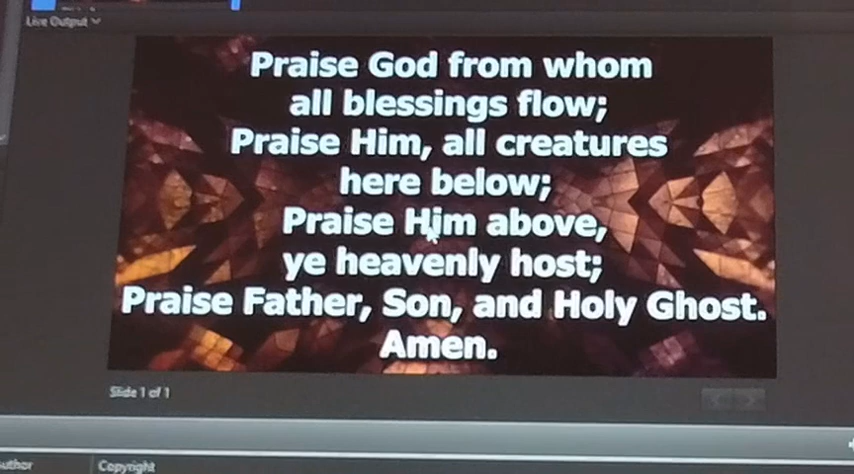 Live Output
Praise God from whom
all blessings flow;
Praise Him, all creatures
here below;
Praise Him above,
ye heavenly host;
Praise Father, Son, and Holy Ghost.
Amen.
Slide 1 of 1
Copyright